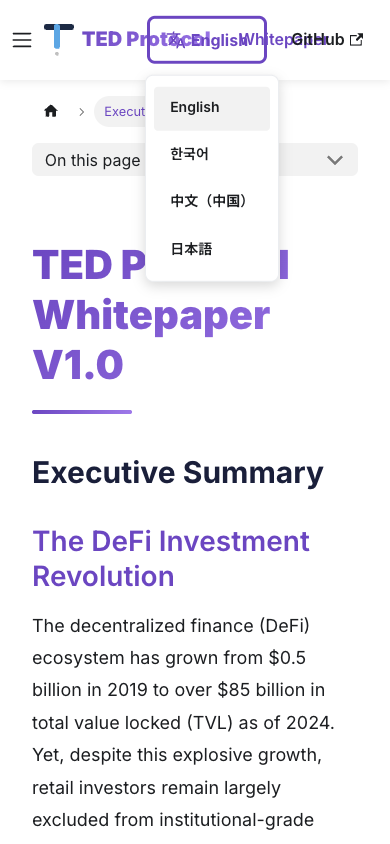 TED Protocol
English
Whitepaper
GitHub
English
한국어
中文（中国）
日本語
On this page
Whitepaper
V1.0
Executive Summary
The DeFi Investment
Revolution
The decentralized finance (DeFi)
ecosystem has grown from $0.5
billion in 2019 to over $85 billion in
total value locked (TVL) as of 2024.
Yet, despite this explosive growth,
retail investors remain largely
excluded from institutional-grade